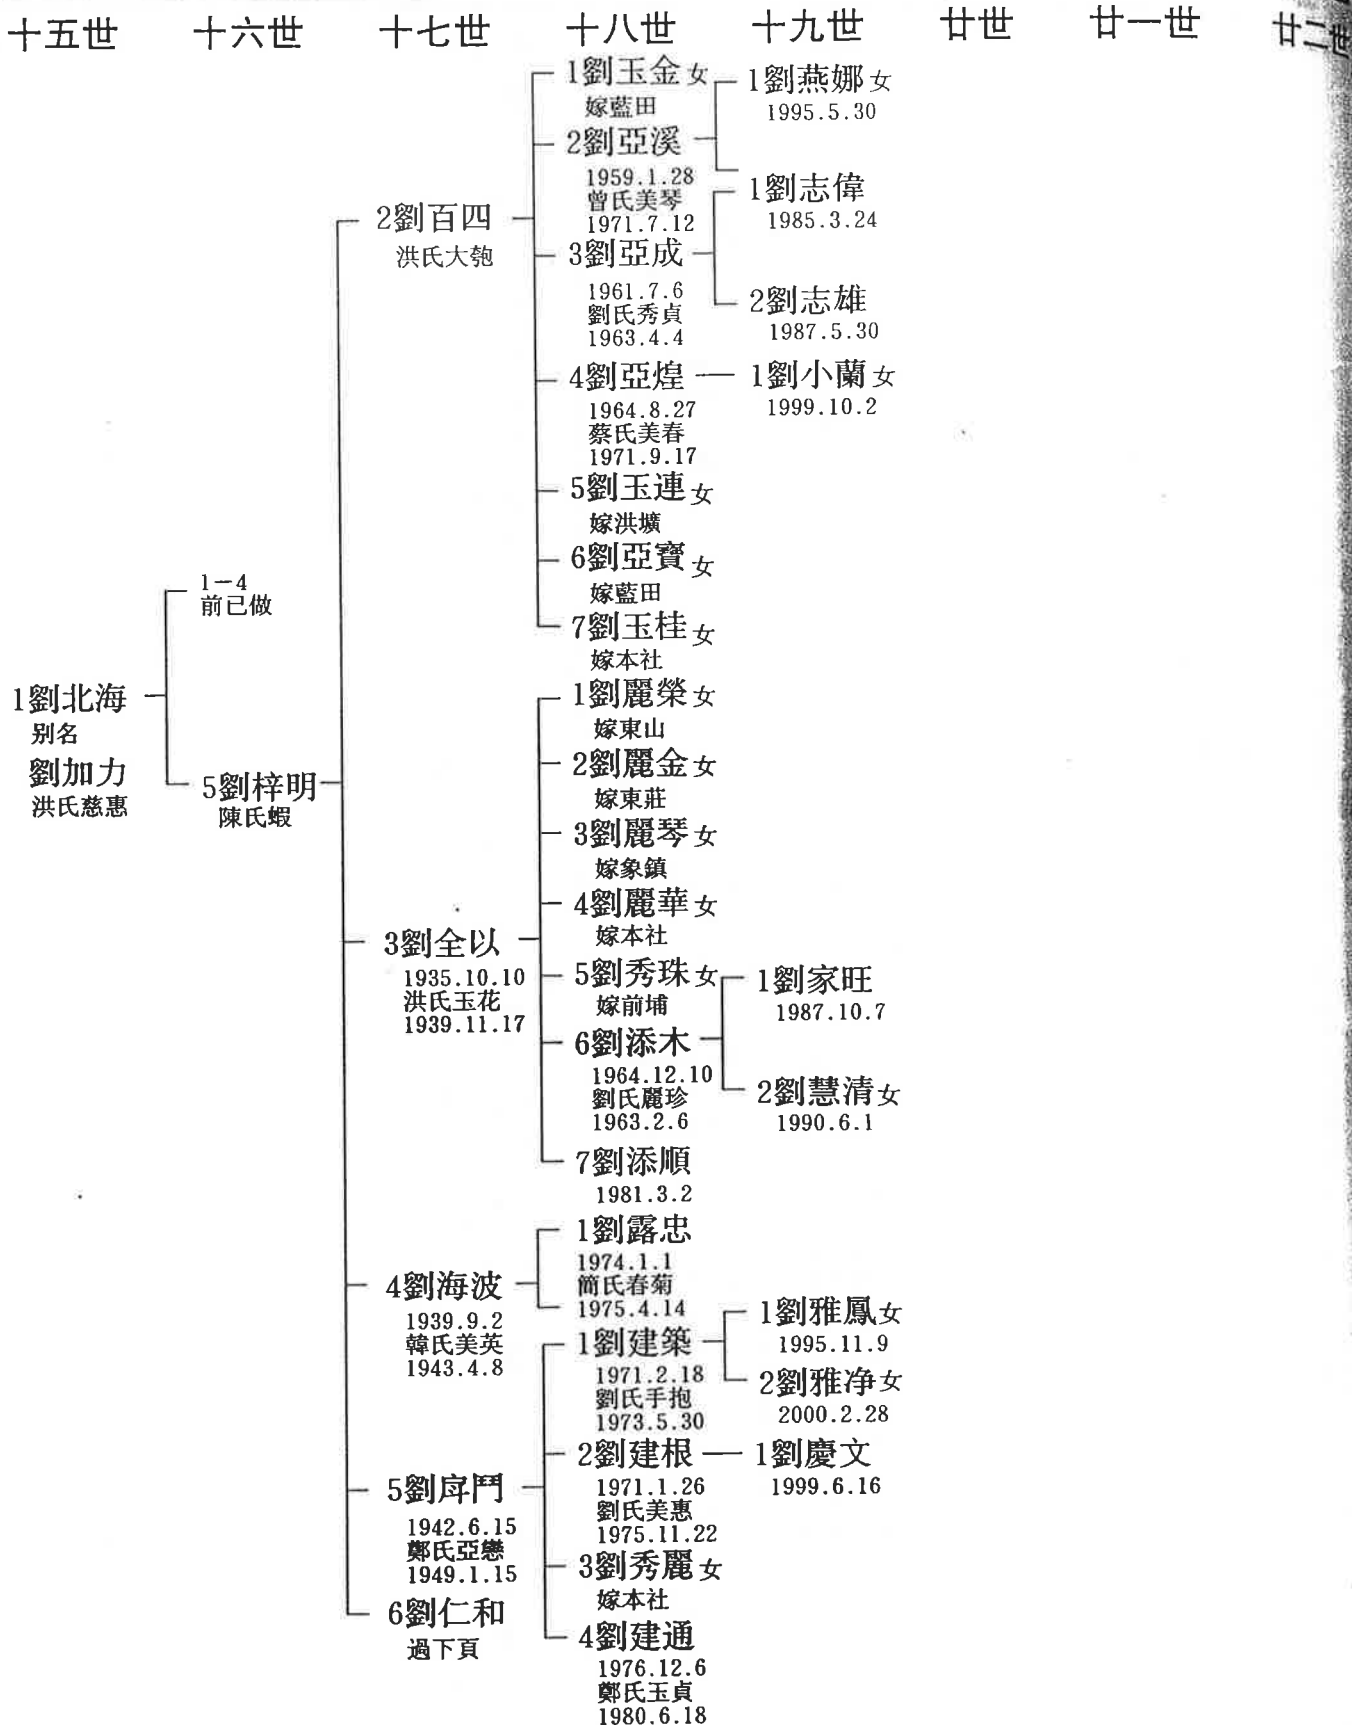 十五世 十六世 十七世 十八世 十九世 廿世 廿一世 廿二世
1劉北海
別名
劉加力
洪氏慈惠
1－4
前已做
5劉梓明
陳氏蝦
2劉百四
洪氏大匏
1劉玉金女
嫁藍田
2劉亞溪
1959.1.28
曾氏美琴
1971.7.12
1劉燕娜女
1995.5.30
3劉亞成
1961.7.6
劉氏秀貞
1963.4.4
1劉志偉
1985.3.24
2劉志雄
1987.5.30
4劉亞煌
1964.8.27
蔡氏美春
1971.9.17
1劉小蘭女
1999.10.2
5劉玉連女
嫁洪壙
6劉亞寶女
嫁藍田
7劉玉桂女
嫁本社
3劉全以
1935.10.10
洪氏玉花
1939.11.17
1劉麗榮女
嫁東山
2劉麗金女
嫁東莊
3劉麗琴女
嫁象鎮
4劉麗華女
嫁本社
5劉秀珠女
嫁前埔
6劉添木
1964.12.10
劉氏麗珍
1963.2.6
1劉家旺
1987.10.7
2劉慧清女
1990.6.1
7劉添順
1981.3.2
4劉海波
1939.9.2
韓氏美英
1943.4.8
1劉露忠
1974.1.1
簡氏春菊
1975.4.14
5劉戽鬥
1942.6.15
鄭氏亞戀
1949.1.15
1劉建築
1971.2.18
劉氏手抱
1973.5.30
1劉雅鳳女
1995.11.9
2劉雅净女
2000.2.28
2劉建根
1971.1.26
劉氏美惠
1975.11.22
1劉慶文
1999.6.16
3劉秀麗女
嫁本社
4劉建通
1976.12.6
鄭氏玉貞
1980.6.18
6劉仁和
過下頁